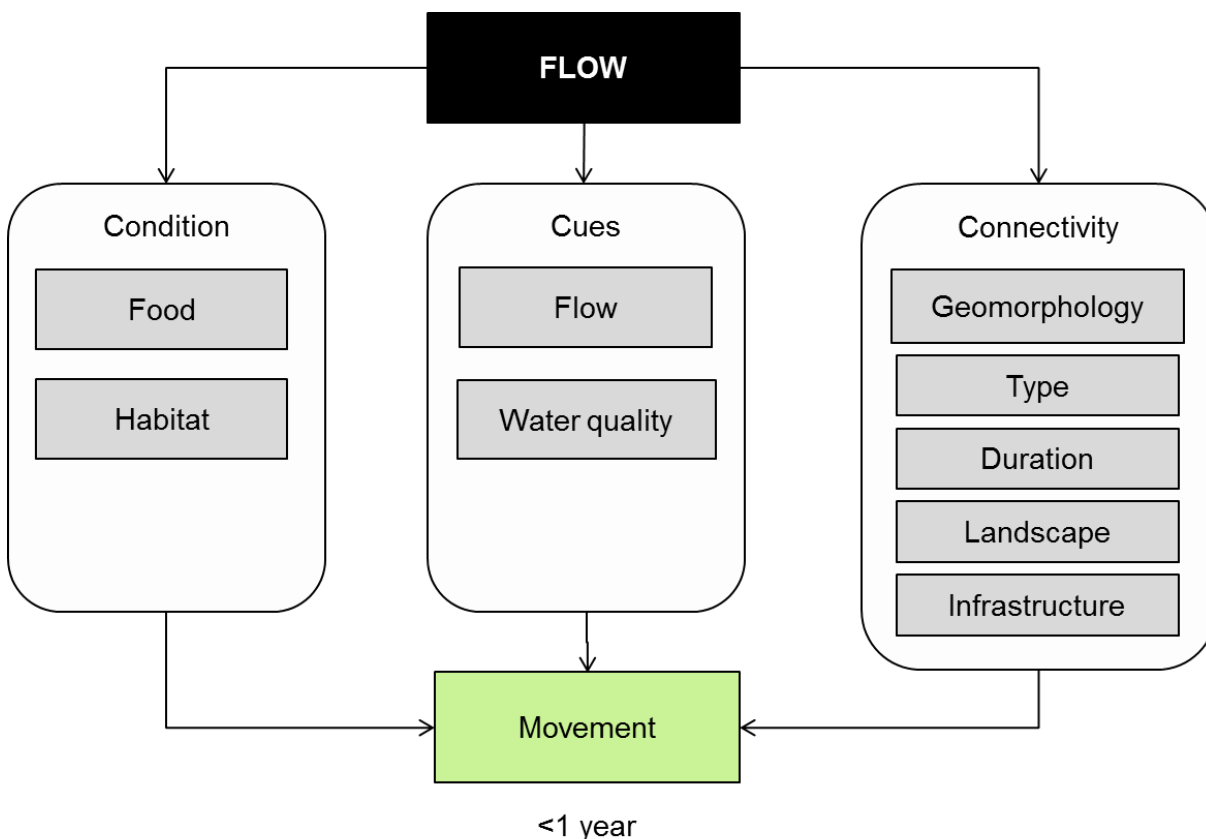 FLOW
Condition
Food
Habitat
Cues
Flow
Water quality
Connectivity
Geomorphology
Type
Duration
Landscape
Infrastructure
Movement
<1 year